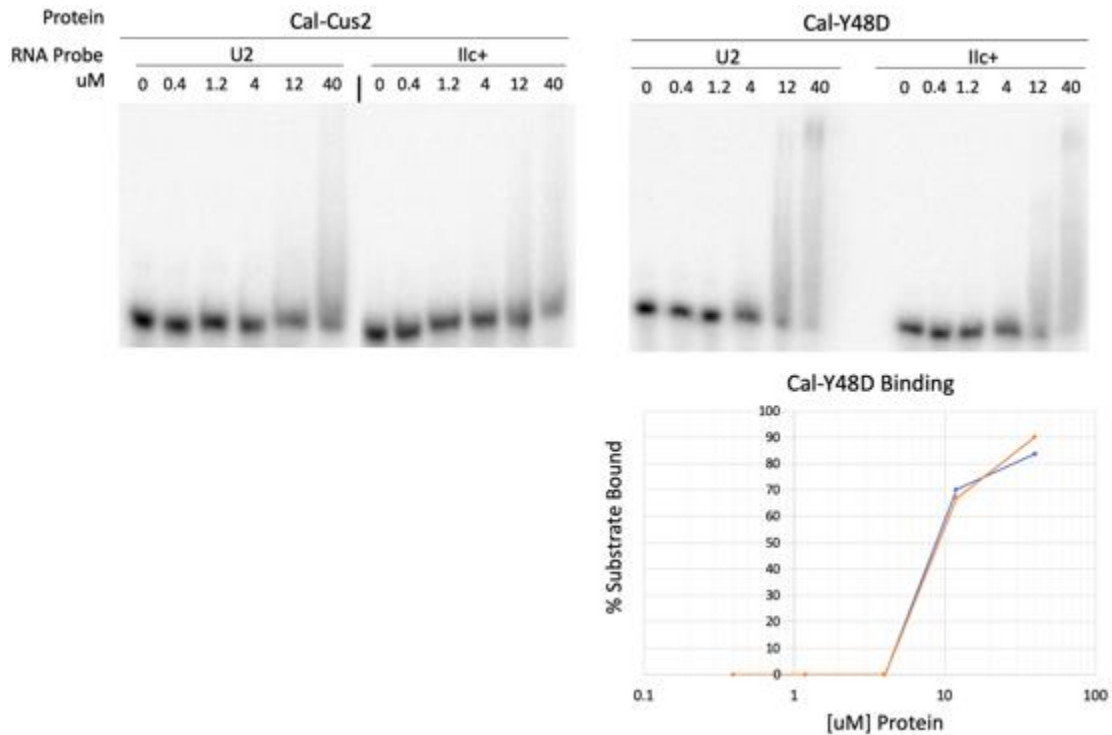 Protein Cal-Cus2 Cal-Y48D
RNA Probe U2 IIc+ U2 IIc+
uM 0 0.4 1.2 4 12 40 0 0.4 1.2 4 12 40 0 0.4 1.2 4 12 40 0 0.4 1.2 4 12 40
Cal-Y48D Binding
% Substrate Bound
100
90
80
70
60
50
40
30
20
10
0
0.1 1 10 100
[uM] Protein